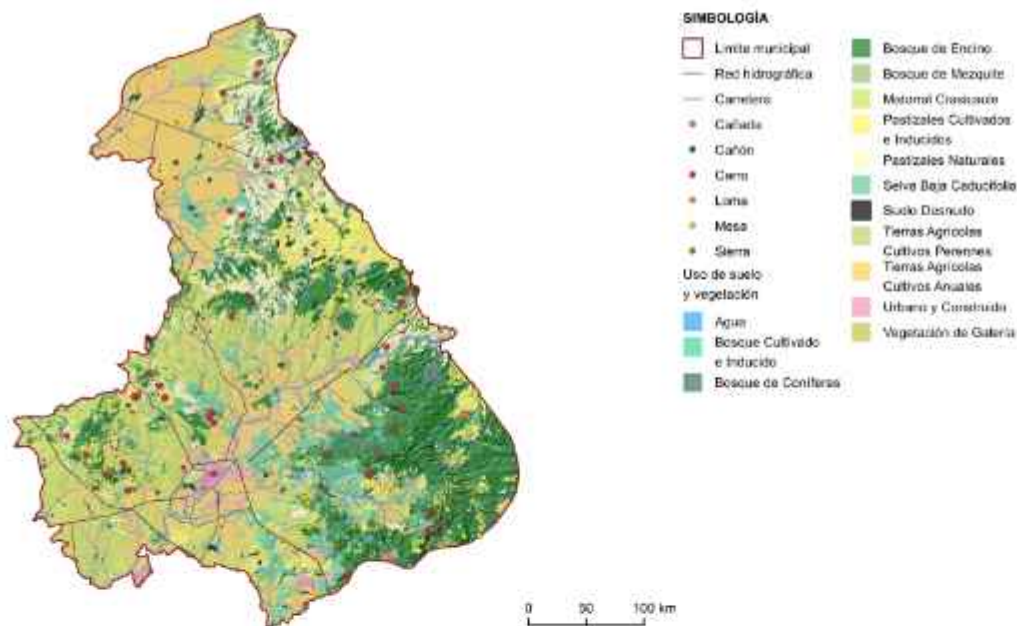 SIMBOLOGÍA
Límite municipal
Red hidrográfica
Carretera
Cañada
Cañón
Cerro
Loma
Mesa
Sierra
Uso de suelo
y vegetación
Agua
Bosque Cultivado
e Inducido
Bosque de Coníferas
Bosque de Encino
Bosque de Mezquite
Matorral Crasicaule
Pastizales Cultivados
e Inducidos
Pastizales Naturales
Selva Baja Caducifolia
Suelo Desnudo
Tierras Agrícolas
Cultivos Perennes
Tierras Agrícolas
Cultivos Anuales
Urbano y Construido
Vegetación de Galería
0 50 100 km